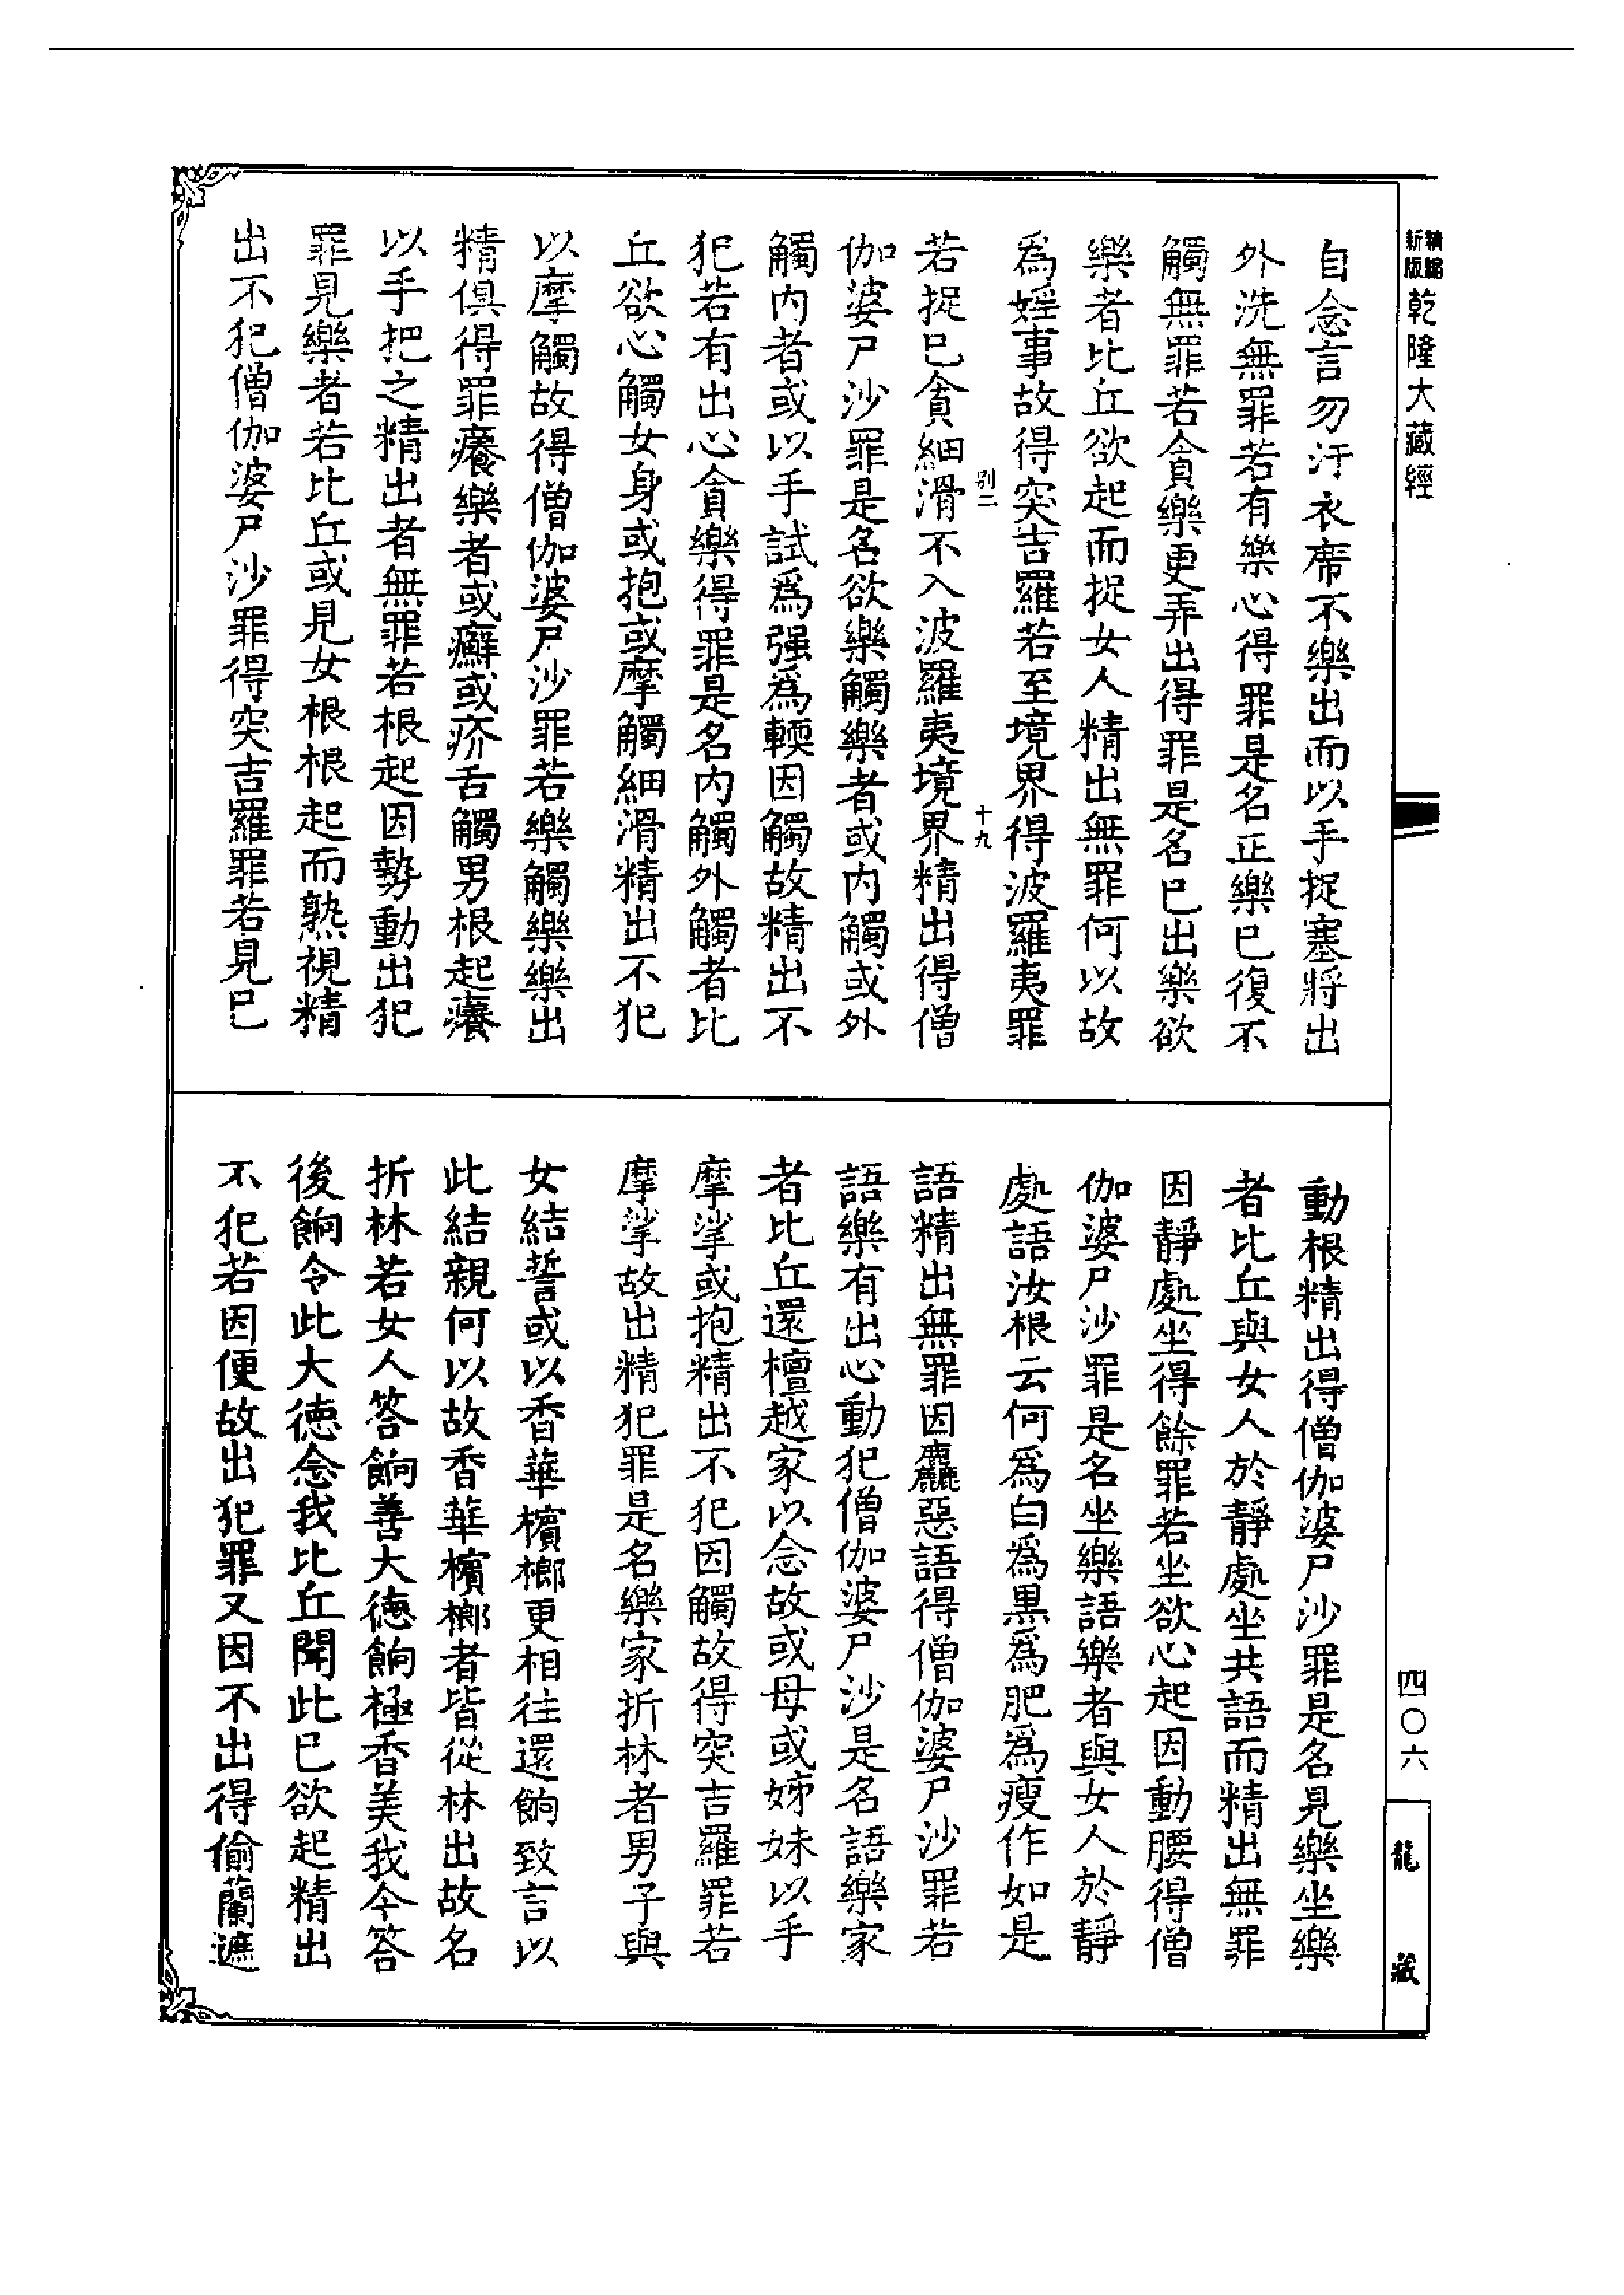 新編
縮版
乾隆大藏經
自念言勿汙衣席不樂出而以手捉塞將出
外洗無罪若有樂心得罪是名正樂已復不
觸無罪若貪樂更弄出得罪是名已出樂欲
樂者比丘欲起而捉女人精出無罪何以故
爲婬事故得突吉羅若至境界得波羅夷罪
別二
十九
若捉已貪細滑不入波羅夷境界精出得僧
伽婆尸沙罪是名欲樂觸樂者或內觸或外
觸內者或以手試爲强爲輭因觸故精出不
犯若有出心貪樂得罪是名內觸外觸者比
丘欲心觸女身或抱或摩觸細滑精出不犯
以摩觸故得僧伽婆尸沙罪若樂觸樂樂出
精俱得罪癢樂者或癬或疥舌觸男根起癢
以手把之精出者無罪若根起因勢動出犯
罪見樂者若比丘或見女根根起而熟視精
出不犯僧伽婆尸沙罪得突吉羅罪若見已
動根精出得僧伽婆尸沙罪是名見樂坐樂
者比丘與女人於靜處坐共語而精出無罪
因靜處坐得餘罪若坐欲心起因動腰得僧
伽婆尸沙罪是名坐樂語樂者與女人於靜
處語汝根云何爲白爲黑爲肥爲瘦作如是
語精出無罪因麤惡語得僧伽婆尸沙罪若
語樂有出心動犯僧伽婆尸沙是名語樂家
者比丘還檀越家以念故或母或姊妹以手
摩挲或抱精出不犯因觸故得突吉羅罪若
摩挲故出精犯罪是名樂家折林者男子與
女結誓或以香華檳榔更相往還餉致言以
此結親何以故香華檳榔者皆從林出故名
折林若女人答餉善大德餉極香美我今答
後餉令此大德念我比丘聞此已欲起精出
不犯若因便故出犯罪又因不出得偷蘭遮
四〇六
龍藏